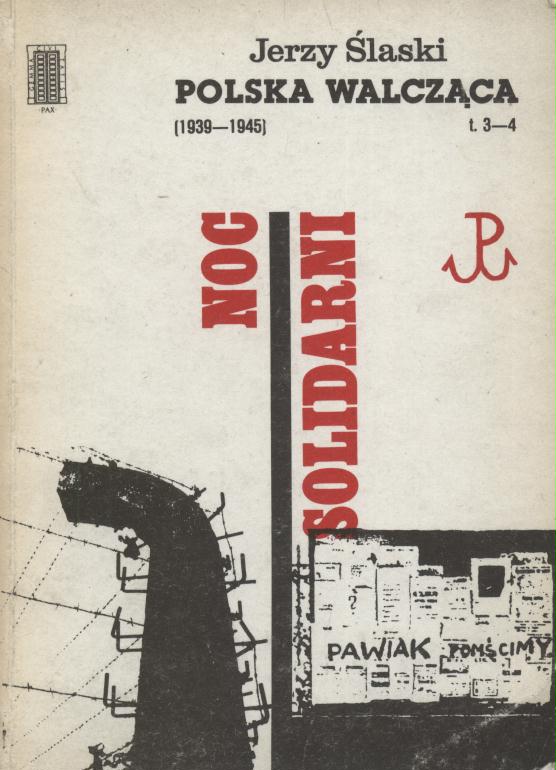 Jerzy Ślaski
POLSKA WALCZĄCA
(1939—1945)
t. 3—4
·PAX·
NOC
SOLIDARNI
PAWIAK POMŚCIMY